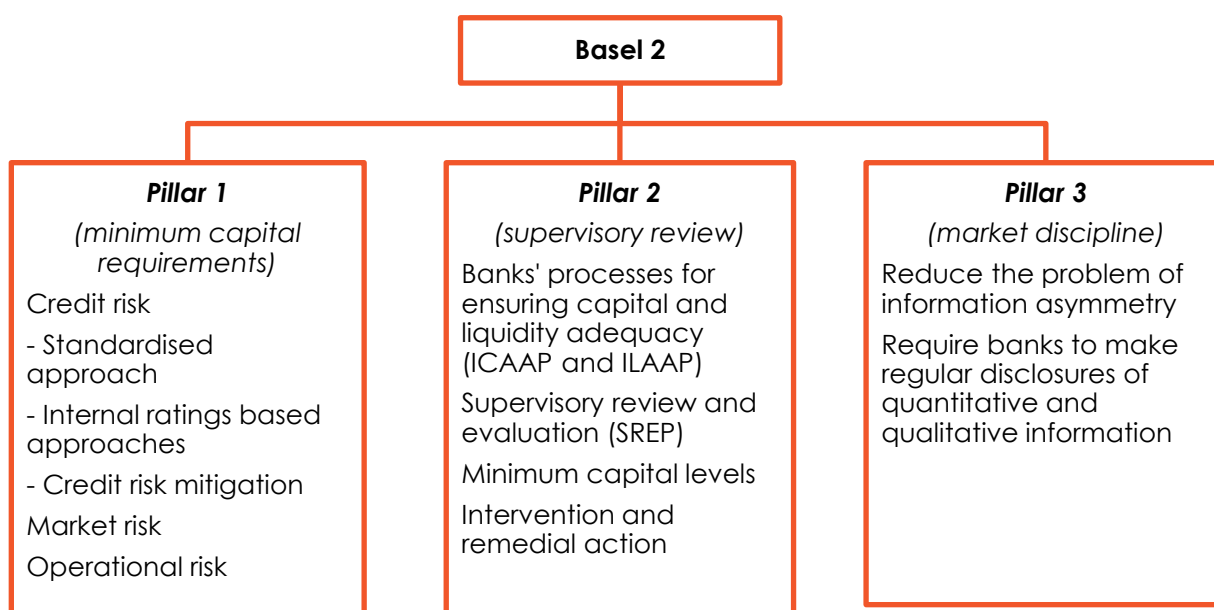 Basel 2
Pillar 1
(minimum capital
requirements)
Credit risk
- Standardised
approach
- Internal ratings based
approaches
- Credit risk mitigation
Market risk
Operational risk
Pillar 2
(supervisory review)
Banks' processes for
ensuring capital and
liquidity adequacy
(ICAAP and ILAAP)
Supervisory review and
evaluation (SREP)
Minimum capital levels
Intervention and
remedial action
Pillar 3
(market discipline)
Reduce the problem of
information asymmetry
Require banks to make
regular disclosures of
quantitative and
qualitative information